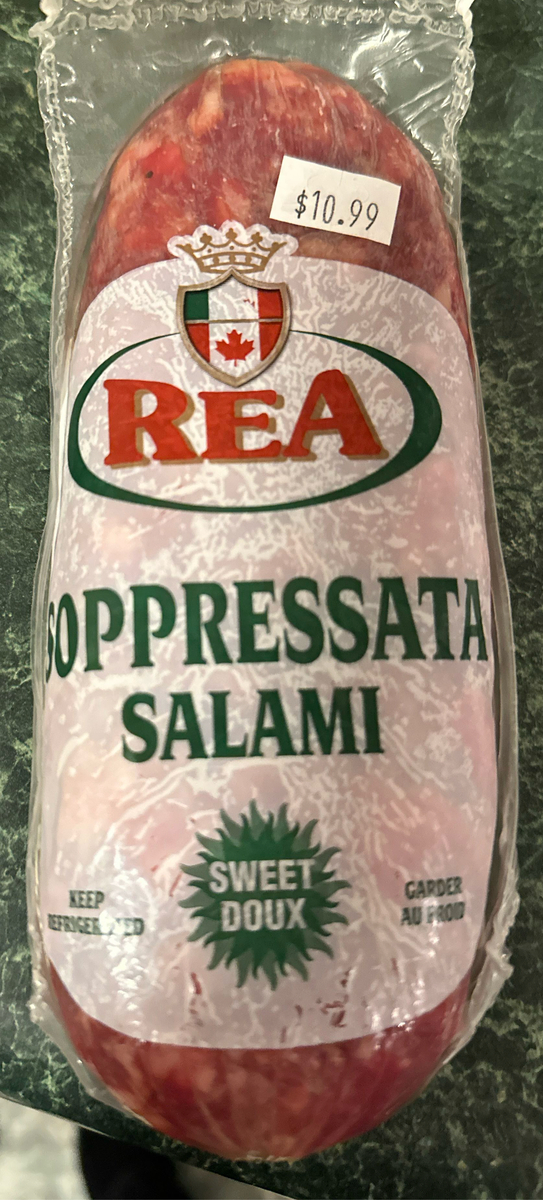 $10.99
REA
SOPPRESSATA
SALAMI
SWEET
DOUX
KEEP
REFRIGERATED
GARDER
AU FROID